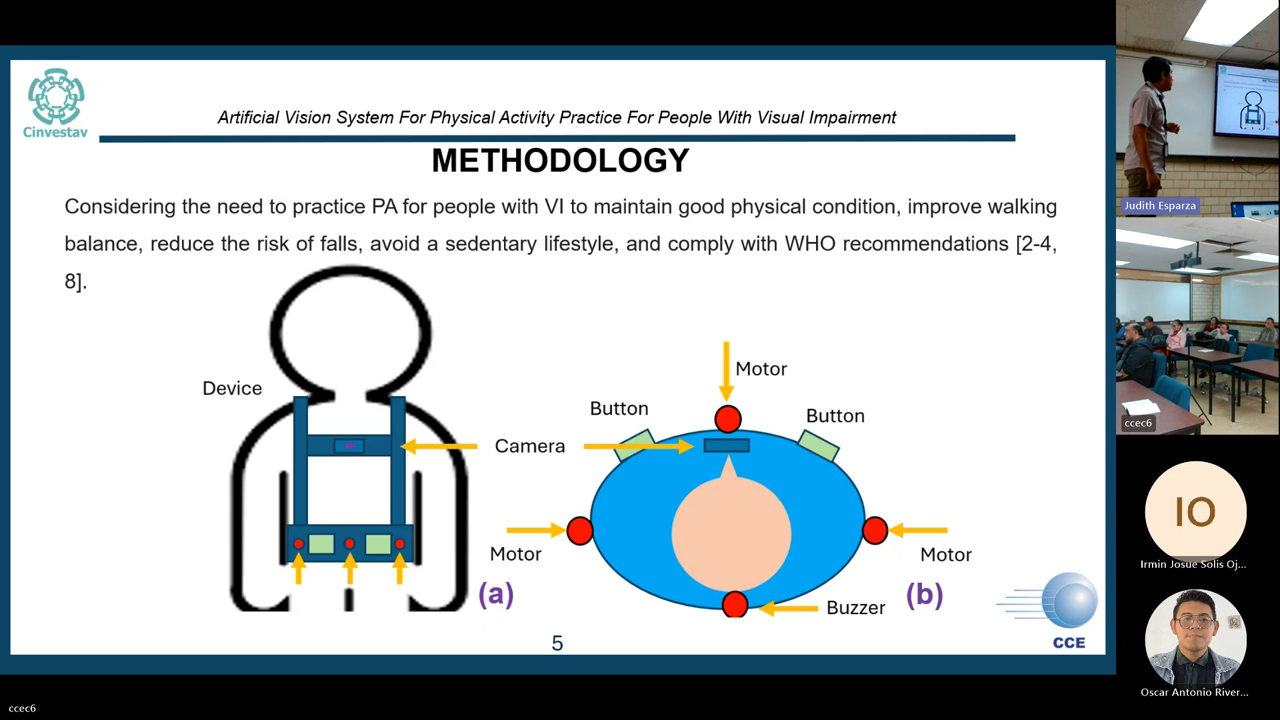 Cinvestav
Artificial Vision System For Physical Activity Practice For People With Visual Impairment
METHODOLOGY
Considering the need to practice PA for people with VI to maintain good physical condition, improve walking
balance, reduce the risk of falls, avoid a sedentary lifestyle, and comply with WHO recommendations [2-4,
8].
Device
Camera
(a)
Motor
Button
Button
Motor
Motor
Buzzer
(b)
CCE
5
Judith Esparza
ccec6
IO
Irmin Josue Solis Oj...
Oscar Antonio River...
ccec6